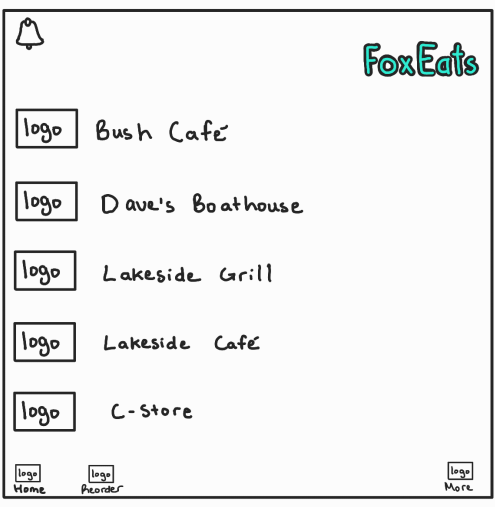 FoxEats
logo Bush Café
logo Dave's Boathouse
logo Lakeside Grill
logo Lakeside Café
logo C-Store
logo logo logo
Home Reorder More